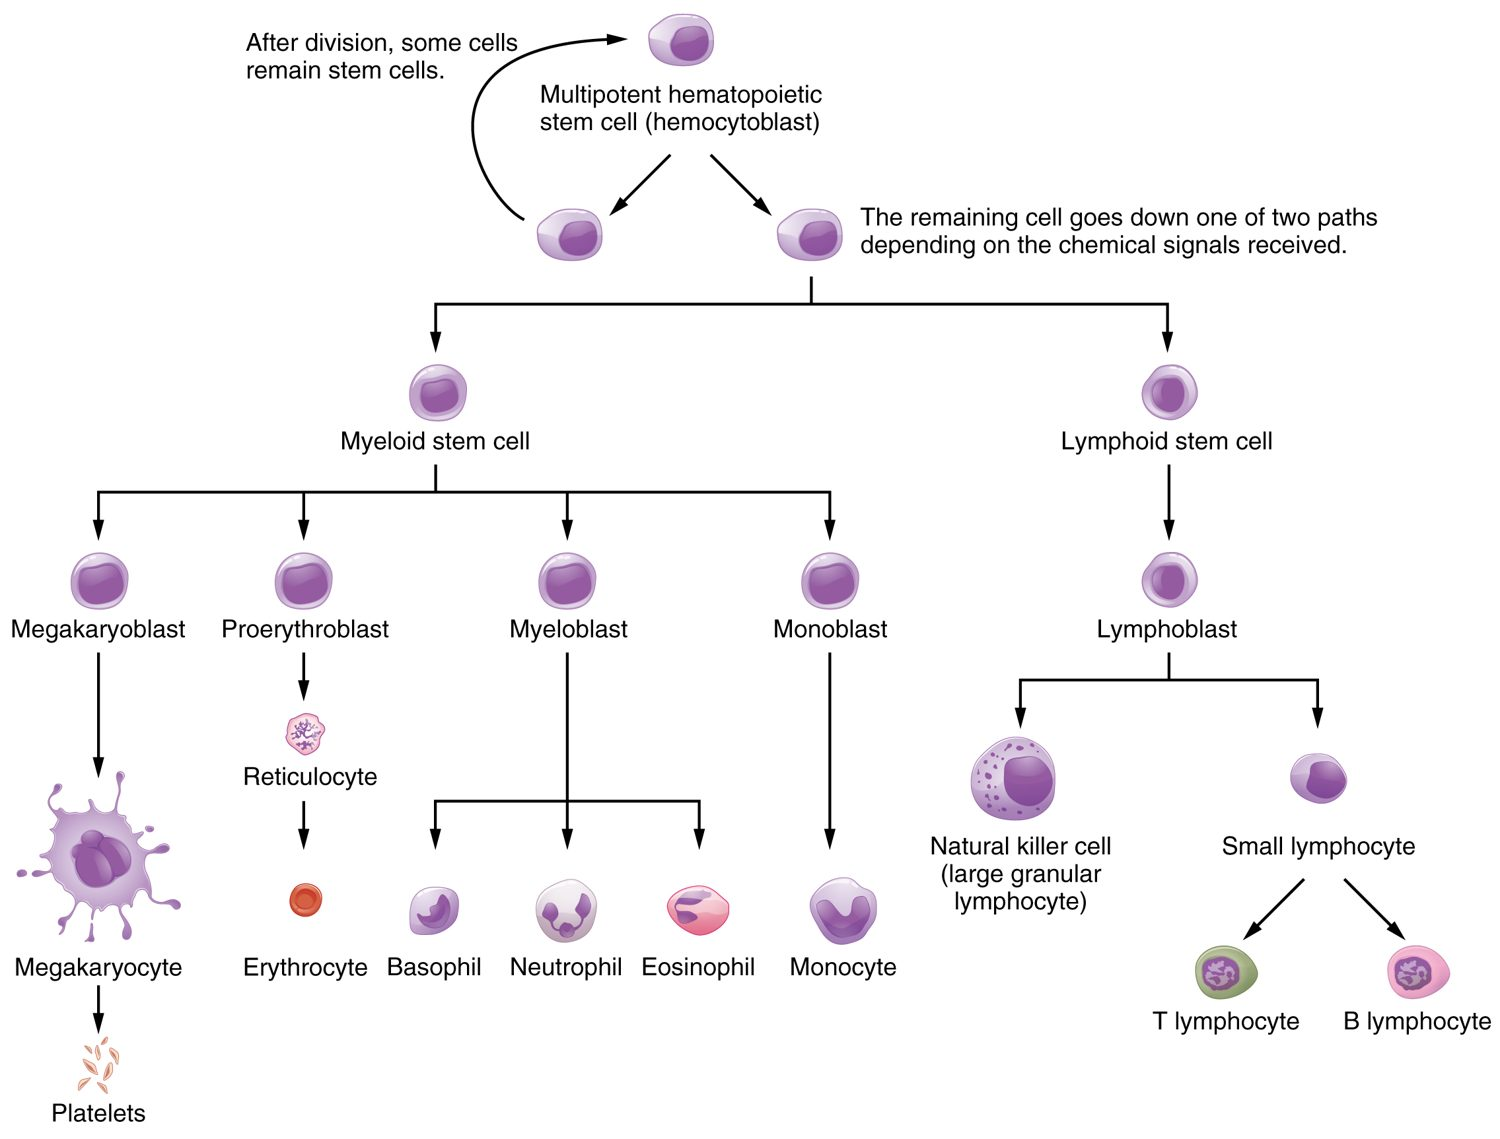 After division, some cells
remain stem cells.
Multipotent hematopoietic
stem cell (hemocytoblast)
The remaining cell goes down one of two paths
depending on the chemical signals received.
Myeloid stem cell
Lymphoid stem cell
Megakaryoblast
Proerythroblast
Myeloblast
Monoblast
Lymphoblast
Reticulocyte
Natural killer cell
(large granular
lymphocyte)
Small lymphocyte
Megakaryocyte
Erythrocyte
Basophil
Neutrophil
Eosinophil
Monocyte
T lymphocyte
B lymphocyte
Platelets